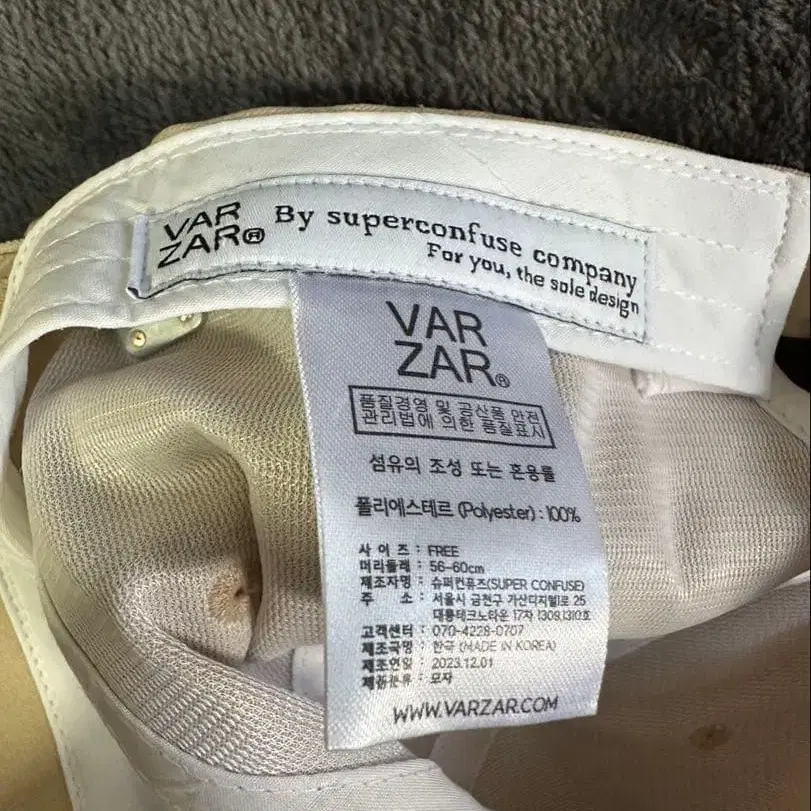 VAR
ZAR®
By superconfuse company
For you, the sole design
VAR
ZAR®
품질경영 및 공산품 안전
관리법에 의한 품질표시
섬유의 조성 또는 혼용률
폴리에스테르 (Polyester) : 100%
사 이 즈 : FREE
머리둘레 : 56-60cm
제조자명 : 슈퍼컨퓨즈(SUPER CONFUSE)
주 소 : 서울시 금천구 가산디지털1로 25
대륭테크노타운 17차 1309,1310호
고객센터 : 070-4228-0707
제조국명 : 한국 (MADE IN KOREA)
제조연일 : 2023.12.01
제품분류 : 모자
WWW.VARZAR.COM